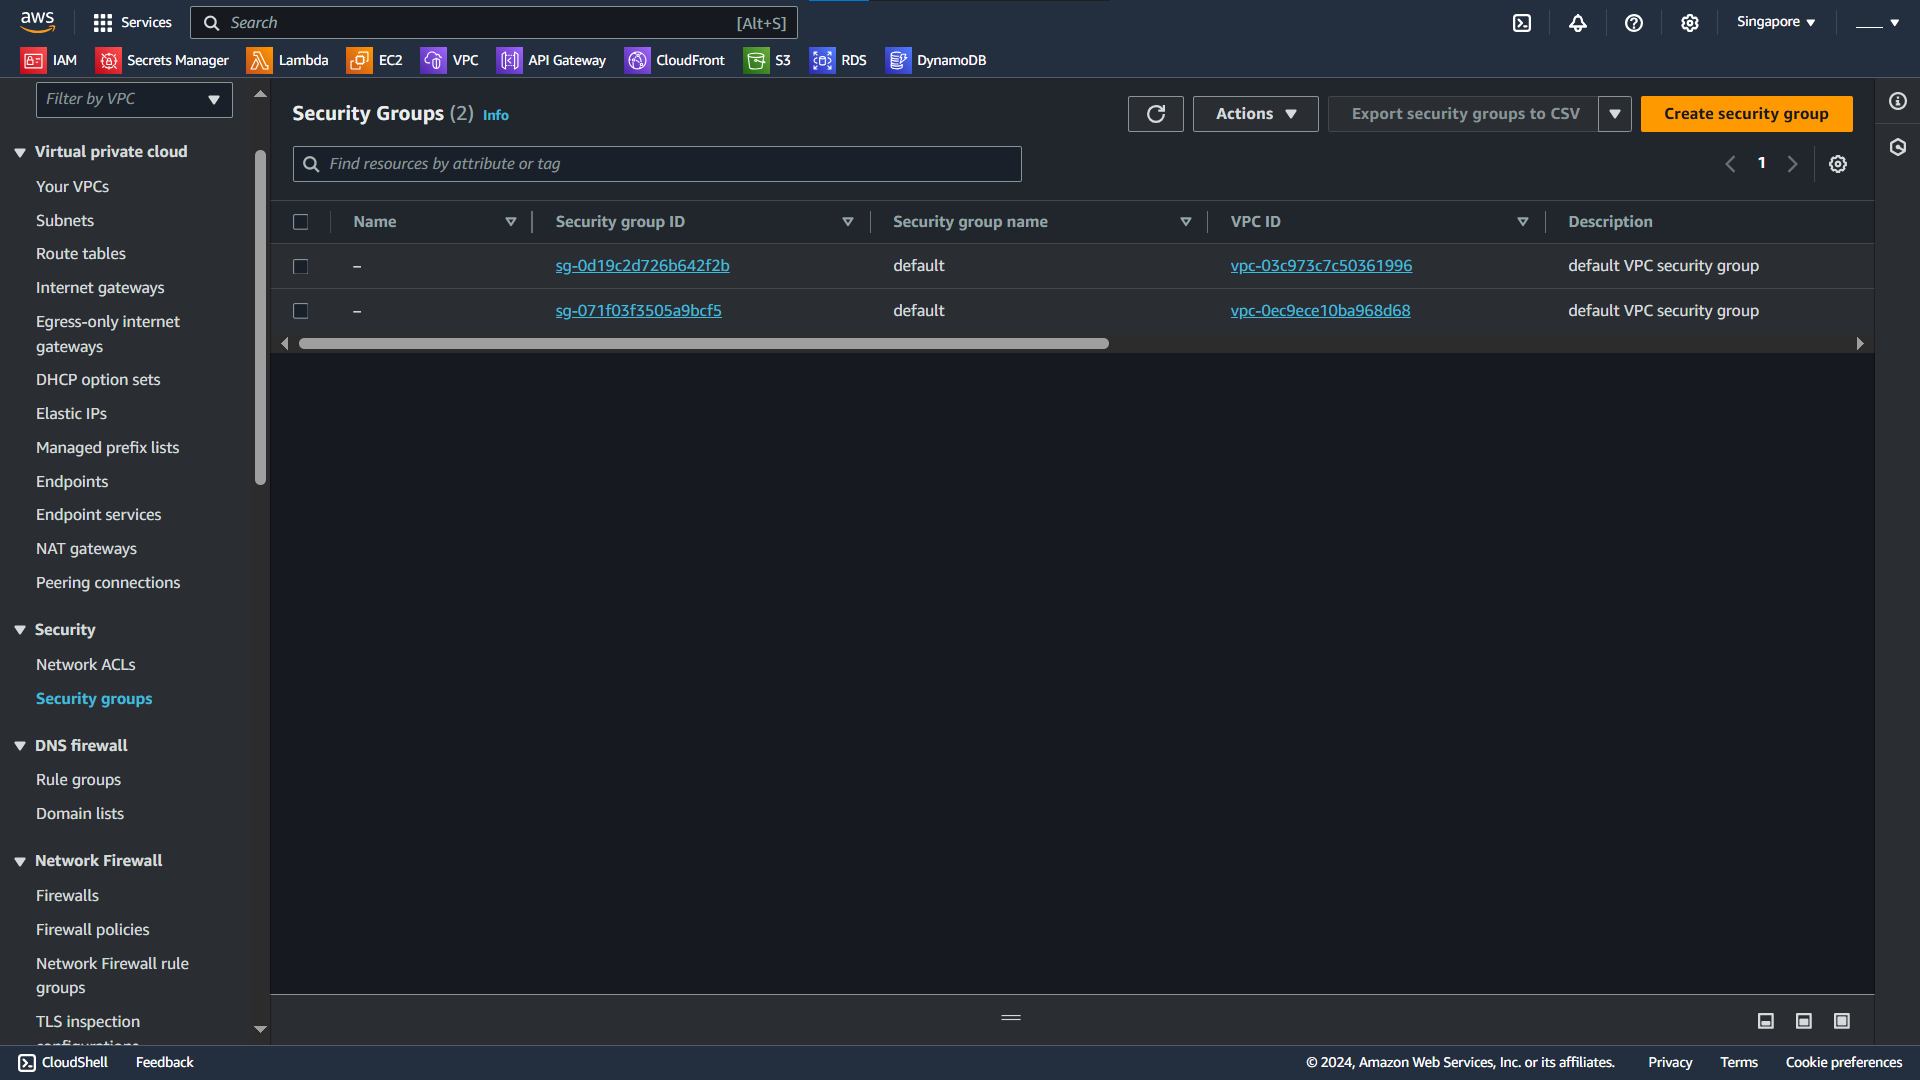 aws
Services
Search
[Alt+S]
Singapore
IAM
Secrets Manager
Lambda
EC2
VPC
API Gateway
CloudFront
S3
RDS
DynamoDB
Filter by VPC
Virtual private cloud
Your VPCs
Subnets
Route tables
Internet gateways
Egress-only internet
gateways
DHCP option sets
Elastic IPs
Managed prefix lists
Endpoints
Endpoint services
NAT gateways
Peering connections
Security
Network ACLs
Security groups
DNS firewall
Rule groups
Domain lists
Network Firewall
Firewalls
Firewall policies
Network Firewall rule
groups
TLS inspection
configurations
Security Groups (2) Info
Actions
Export security groups to CSV
Create security group
Find resources by attribute or tag
1
Name
Security group ID
Security group name
VPC ID
Description
– sg-0d19c2d726b642f2b default vpc-03c973c7c50361996 default VPC security group
– sg-071f03f3505a9bcf5 default vpc-0ec9ece10ba968d68 default VPC security group
CloudShell
Feedback
© 2024, Amazon Web Services, Inc. or its affiliates.
Privacy
Terms
Cookie preferences